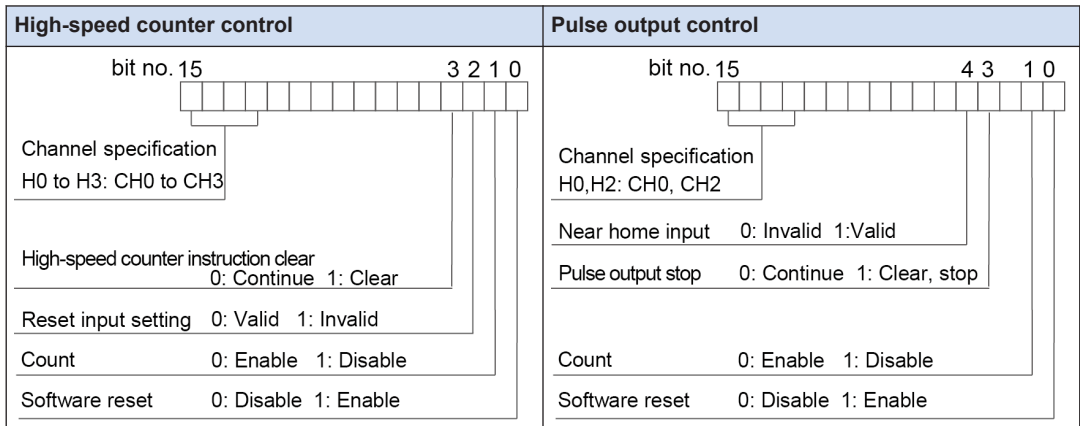 High-speed counter control
bit no. 15 3 2 1 0
Channel specification
H0 to H3: CH0 to CH3
High-speed counter instruction clear
0: Continue 1: Clear
Reset input setting 0: Valid 1: Invalid
Count 0: Enable 1: Disable
Software reset 0: Disable 1: Enable
Pulse output control
bit no. 15 4 3 1 0
Channel specification
H0,H2: CH0, CH2
Near home input 0: Invalid 1:Valid
Pulse output stop 0: Continue 1: Clear, stop
Count 0: Enable 1: Disable
Software reset 0: Disable 1: Enable